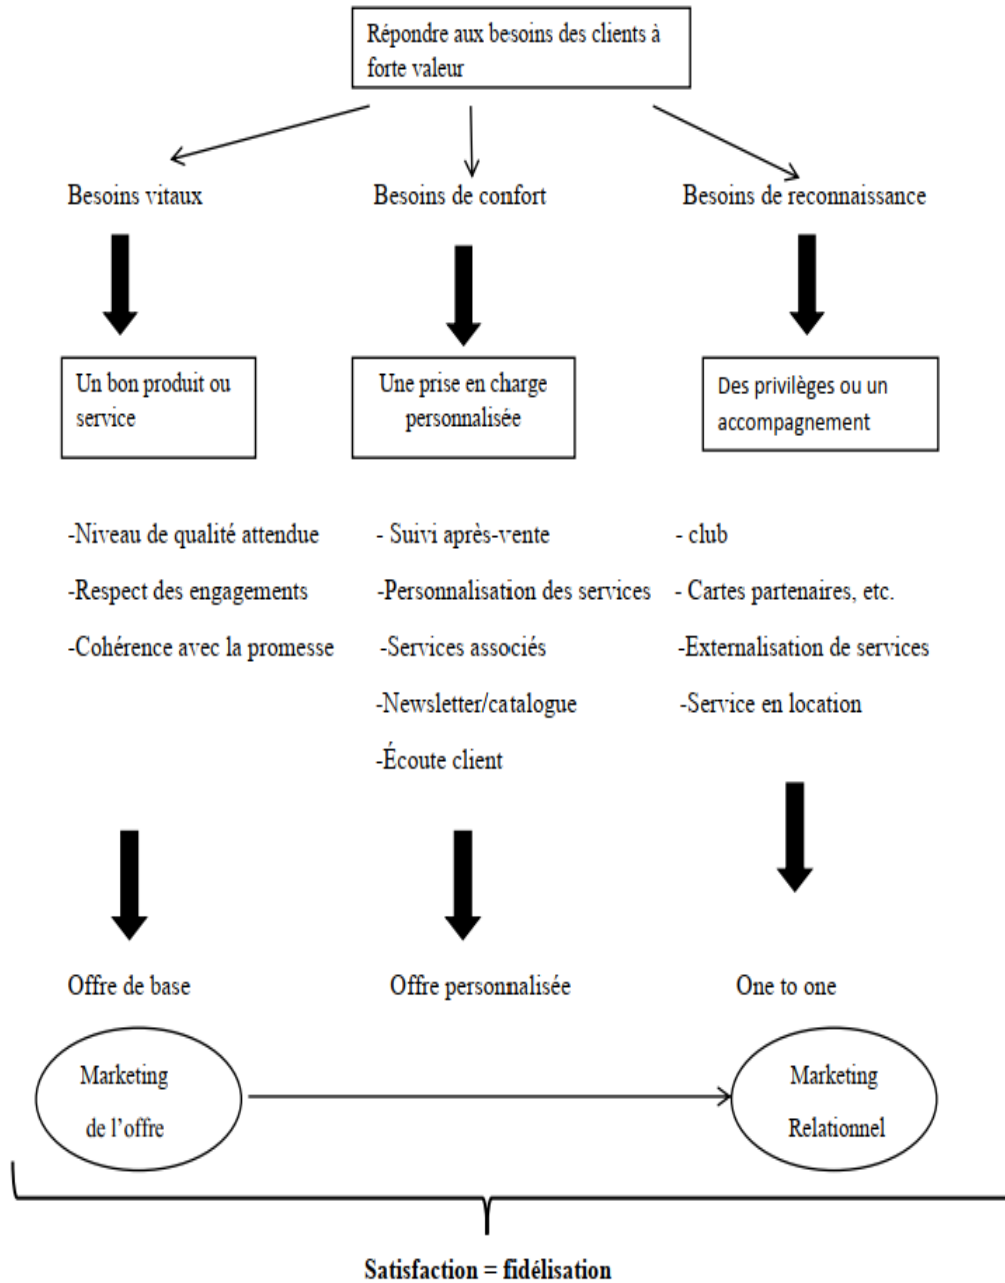 Répondre aux besoins des clients à
forte valeur
Besoins vitaux
Besoins de confort
Besoins de reconnaissance
Un bon produit ou
service
Une prise en charge
personnalisée
Des privilèges ou un
accompagnement
-Niveau de qualité attendue
-Respect des engagements
-Cohérence avec la promesse
- Suivi après-vente
-Personnalisation des services
-Services associés
-Newsletter/catalogue
-Écoute client
- club
- Cartes partenaires, etc.
-Externalisation de services
-Service en location
Offre de base
Offre personnalisée
One to one
Marketing
de l’offre
Marketing
Relationnel
Satisfaction = fidélisation